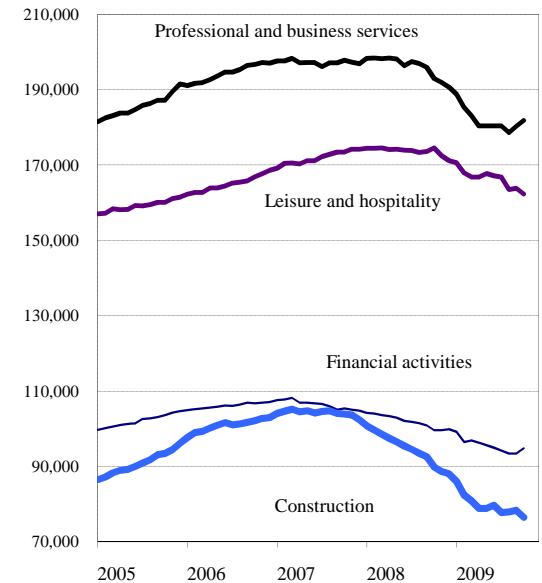 210,000
Professional and business services
190,000
170,000
Leisure and hospitality
150,000
130,000
Financial activities
110,000
90,000
Construction
70,000
2005 2006 2007 2008 2009